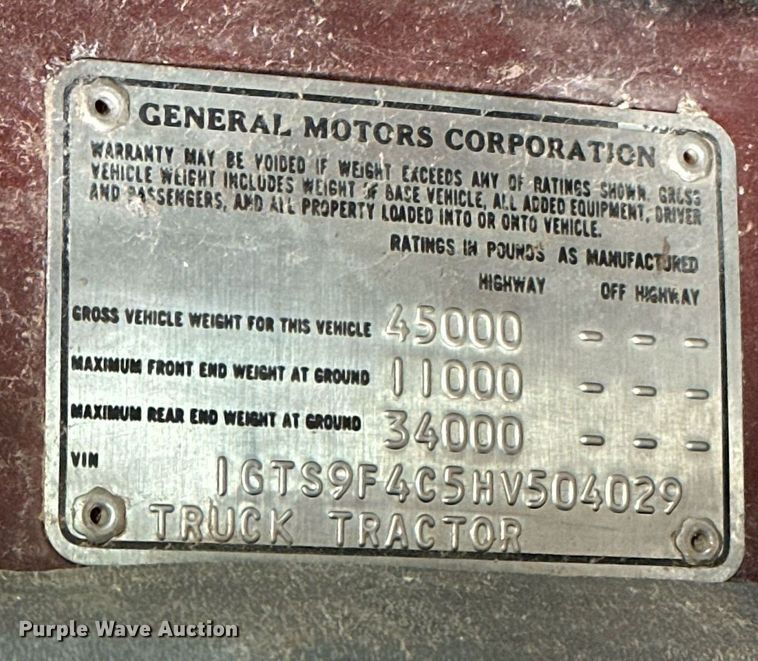 GENERAL MOTORS CORPORATION
WARRANTY MAY BE VOIDED IF WEIGHT EXCEEDS ANY OF RATINGS SHOWN. GROSS
VEHICLE WEIGHT INCLUDES WEIGHT OF BASE VEHICLE, ALL ADDED EQUIPMENT, DRIVER
AND PASSENGERS, AND ALL PROPERTY LOADED INTO OR ONTO VEHICLE.
RATINGS IN POUNDS AS MANUFACTURED
HIGHWAY OFF HIGHWAY
GROSS VEHICLE WEIGHT FOR THIS VEHICLE 45000 - - -
MAXIMUM FRONT END WEIGHT AT GROUND 11000 - - -
MAXIMUM REAR END WEIGHT AT GROUND 34000 - - -
VIN 1GTS9F4C5HV504029
TRUCK TRACTOR
Purple Wave Auction